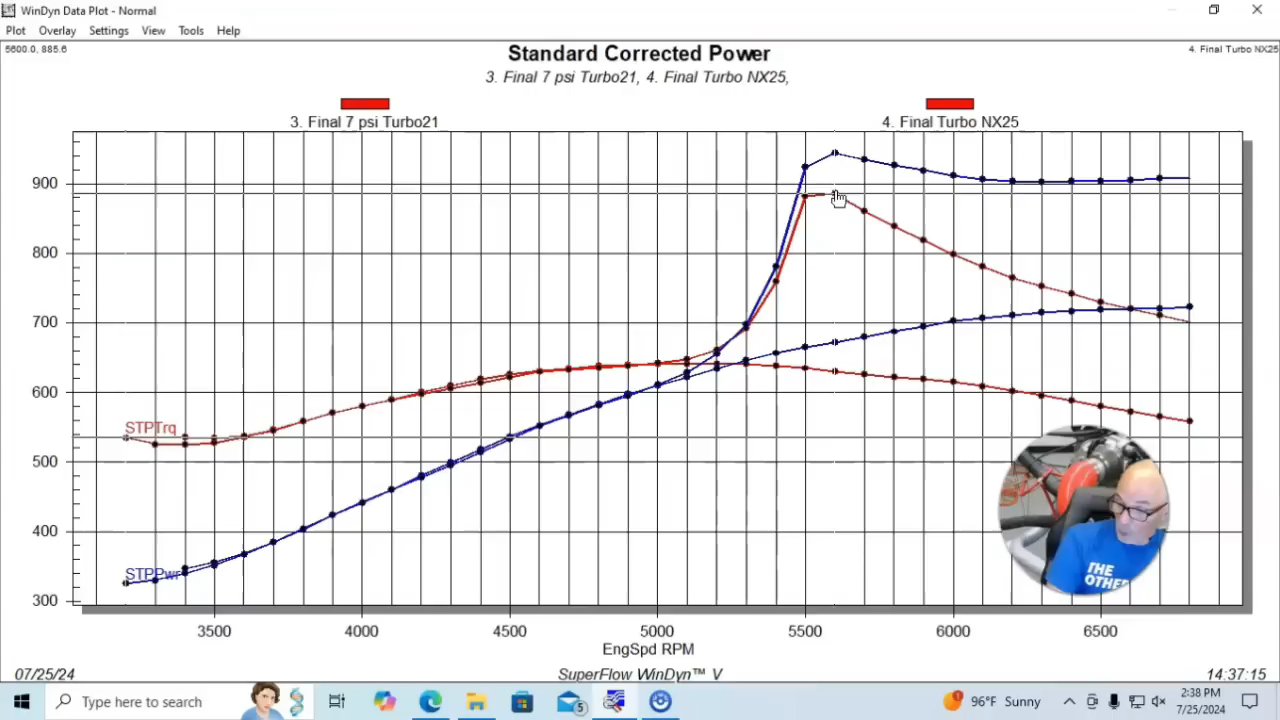 WinDyn Data Plot - Normal
Plot Overlay Settings View Tools Help
5600.0, 885.6
4. Final Turbo NX25
Standard Corrected Power
3. Final 7 psi Turbo21, 4. Final Turbo NX25,
3. Final 7 psi Turbo21
4. Final Turbo NX25
900
800
700
600
STPTrq
500
400
STPPwr
300
THE
OTHER
3500 4000 4500 5000 5500 6000 6500
EngSpd RPM
07/25/24
SuperFlow WinDyn™ V
14:37:15
Type here to search
5
96°F Sunny
2:38 PM
7/25/2024